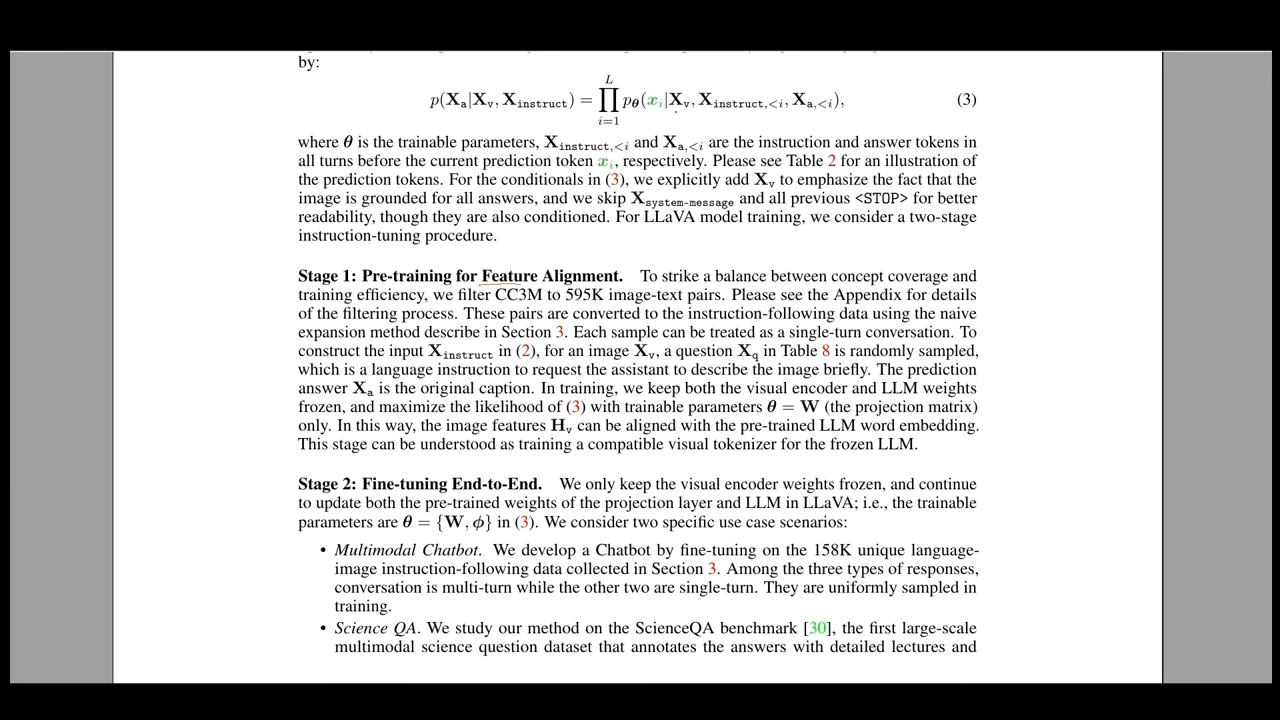 by:
p(Xₐ|Xᵥ, X_instruct) = ∏_{i=1}^{L} p_θ(x_i|Xᵥ, X_instruct,<i, X_a,<i), (3)
where θ is the trainable parameters, X_instruct,<i and X_a,<i are the instruction and answer tokens in
all turns before the current prediction token x_i, respectively. Please see Table 2 for an illustration of
the prediction tokens. For the conditionals in (3), we explicitly add X_v to emphasize the fact that the
image is grounded for all answers, and we skip X_system-message and all previous <STOP> for better
readability, though they are also conditioned. For LLaVA model training, we consider a two-stage
instruction-tuning procedure.
Stage 1: Pre-training for Feature Alignment. To strike a balance between concept coverage and
training efficiency, we filter CC3M to 595K image-text pairs. Please see the Appendix for details
of the filtering process. These pairs are converted to the instruction-following data using the naive
expansion method describe in Section 3. Each sample can be treated as a single-turn conversation. To
construct the input X_instruct in (2), for an image X_v, a question X_q in Table 8 is randomly sampled,
which is a language instruction to request the assistant to describe the image briefly. The prediction
answer X_a is the original caption. In training, we keep both the visual encoder and LLM weights
frozen, and maximize the likelihood of (3) with trainable parameters θ = W (the projection matrix)
only. In this way, the image features H_v can be aligned with the pre-trained LLM word embedding.
This stage can be understood as training a compatible visual tokenizer for the frozen LLM.
Stage 2: Fine-tuning End-to-End. We only keep the visual encoder weights frozen, and continue
to update both the pre-trained weights of the projection layer and LLM in LLaVA; i.e., the trainable
parameters are θ = {W, ϕ} in (3). We consider two specific use case scenarios:
• Multimodal Chatbot. We develop a Chatbot by fine-tuning on the 158K unique language-
image instruction-following data collected in Section 3. Among the three types of responses,
conversation is multi-turn while the other two are single-turn. They are uniformly sampled in
training.
• Science QA. We study our method on the ScienceQA benchmark [30], the first large-scale
multimodal science question dataset that annotates the answers with detailed lectures and